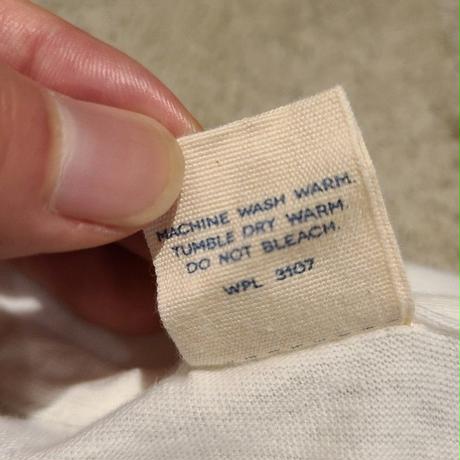 MACHINE WASH WARM.
TUMBLE DRY WARM
DO NOT BLEACH.
WPL 3107